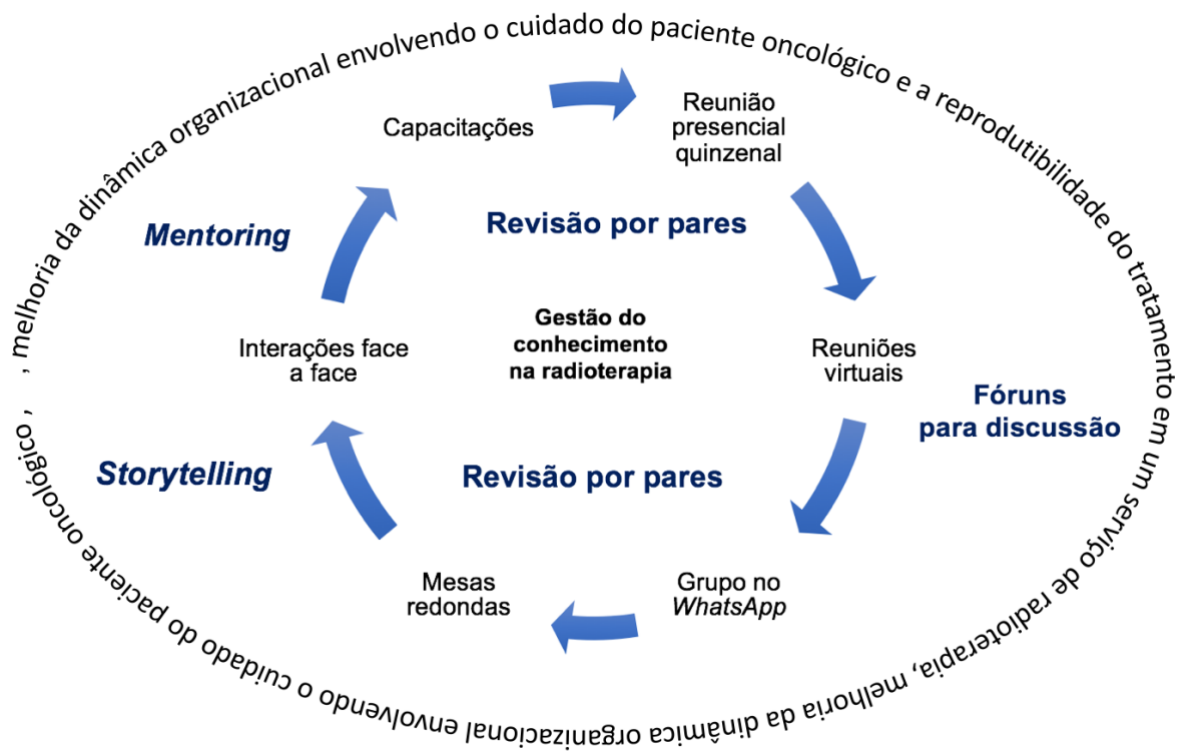 , melhoria da dinâmica organizacional envolvendo o cuidado do paciente oncológico e a reprodutibilidade do tratamento em um serviço de radioterapia, melhoria da dinâmica organizacional envolvendo o cuidado do paciente oncológico ,
Capacitações
Reunião
presencial
quinzenal
Mentoring
Revisão por pares
Gestão do
conhecimento
na radioterapia
Interações face
a face
Reuniões
virtuais
Fóruns
para discussão
Storytelling
Revisão por pares
Mesas
redondas
Grupo no
WhatsApp